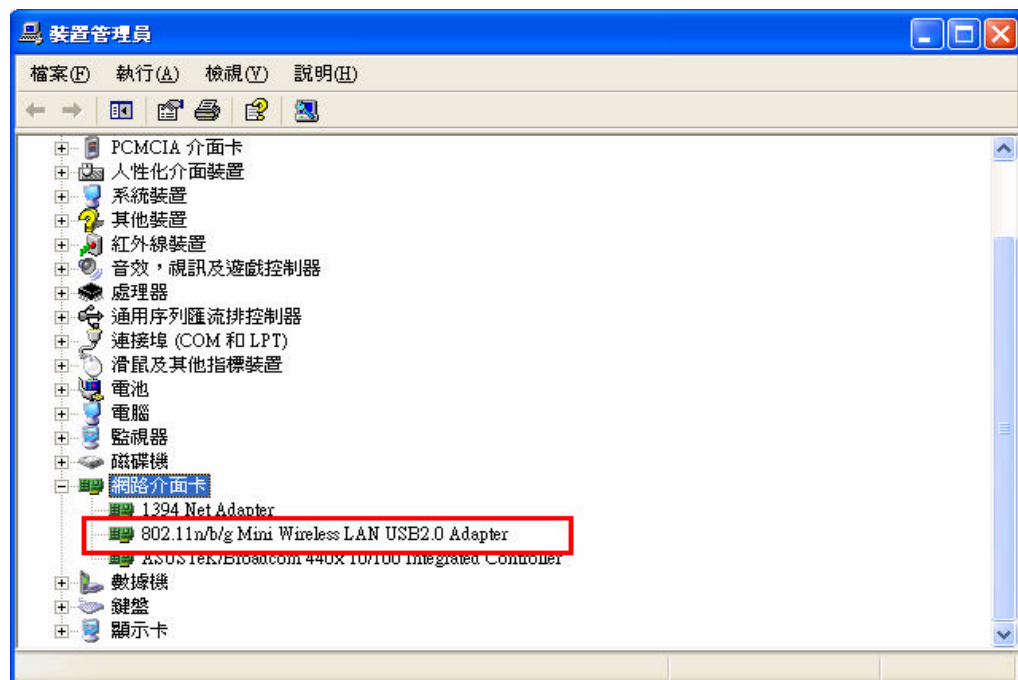 裝置管理員
檔案(F) 執行(A) 檢視(V) 説明(H)
PCMCIA 介面卡
人性化介面裝置
系統裝置
其他裝置
紅外線裝置
音效，視訊及遊戲控制器
處理器
通用序列匯流排控制器
連接埠 (COM 和 LPT)
滑鼠及其他指標裝置
電池
電腦
監視器
磁碟機
網路介面卡
1394 Net Adapter
802.11n/b/g Mini Wireless LAN USB2.0 Adapter
ASUSTeK/Broadcom 440x 10/100 Integrated Controller
數據機
鍵盤
顯示卡